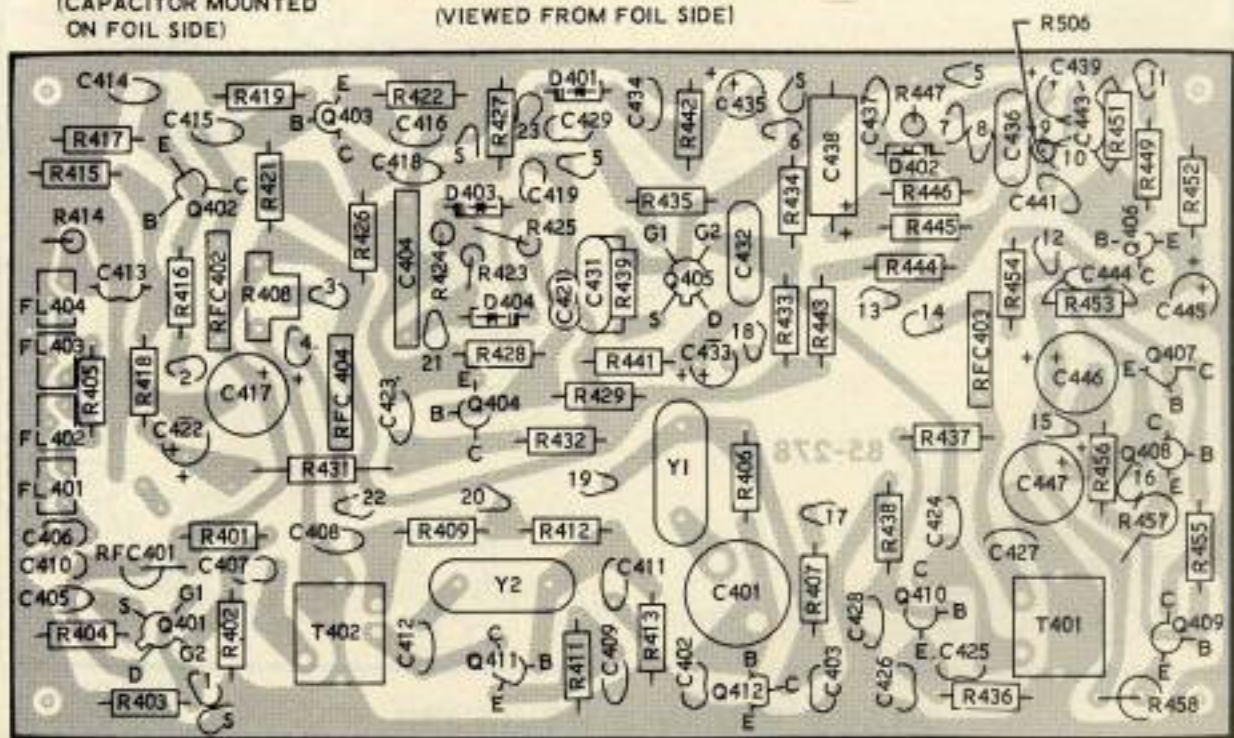 (CAPACITOR MOUNTED
ON FOIL SIDE)
(VIEWED FROM FOIL SIDE)
R506
C414 R419 E B Q403 C R422 R427 D401 C434 R442 + C435 S C437 R447 5 C439 11
R417 C415 C416 S 23 C429 6 C438 7 8 C436 C443 R451
E C418 5 10 R449
R415 R421 D402 R452
C Q402 B D403 C419 R434 R446 C441
R414 R426 C404 R424 R425 R435 R445 Q406 B E C
C413 R416 RFC402 R408 3 R423 C421 C431 R439 G1 G2 Q405 S D C432 R444 R454 12 C444
FL404 D404 R433 R443 13 14 R453 C445
FL403 4 21 R428 R441 C433 18 RFC403 Q407 E C B
R405 R418 2 C417 RFC404 C423 E B Q404 C R429 C446
FL402 C422 R432 85-278 R437 15 Q408 B E
R431 Y1 R406 R456 16
FL401 22 20 19 C447 R457
C406 R401 C408 R409 R412 17 R438 C424 R455
C410 RFC401 C407 C411 C427
C405 S G1 Q401 G2 D Y2 C401 R407 C Q410 B E C Q409 B E
R404 R402 T402 C412 C Q411 B E R411 C409 R413 C402 B Q412 C E C403 C428 C425 T401
R403 1 5 C426 R436 R458